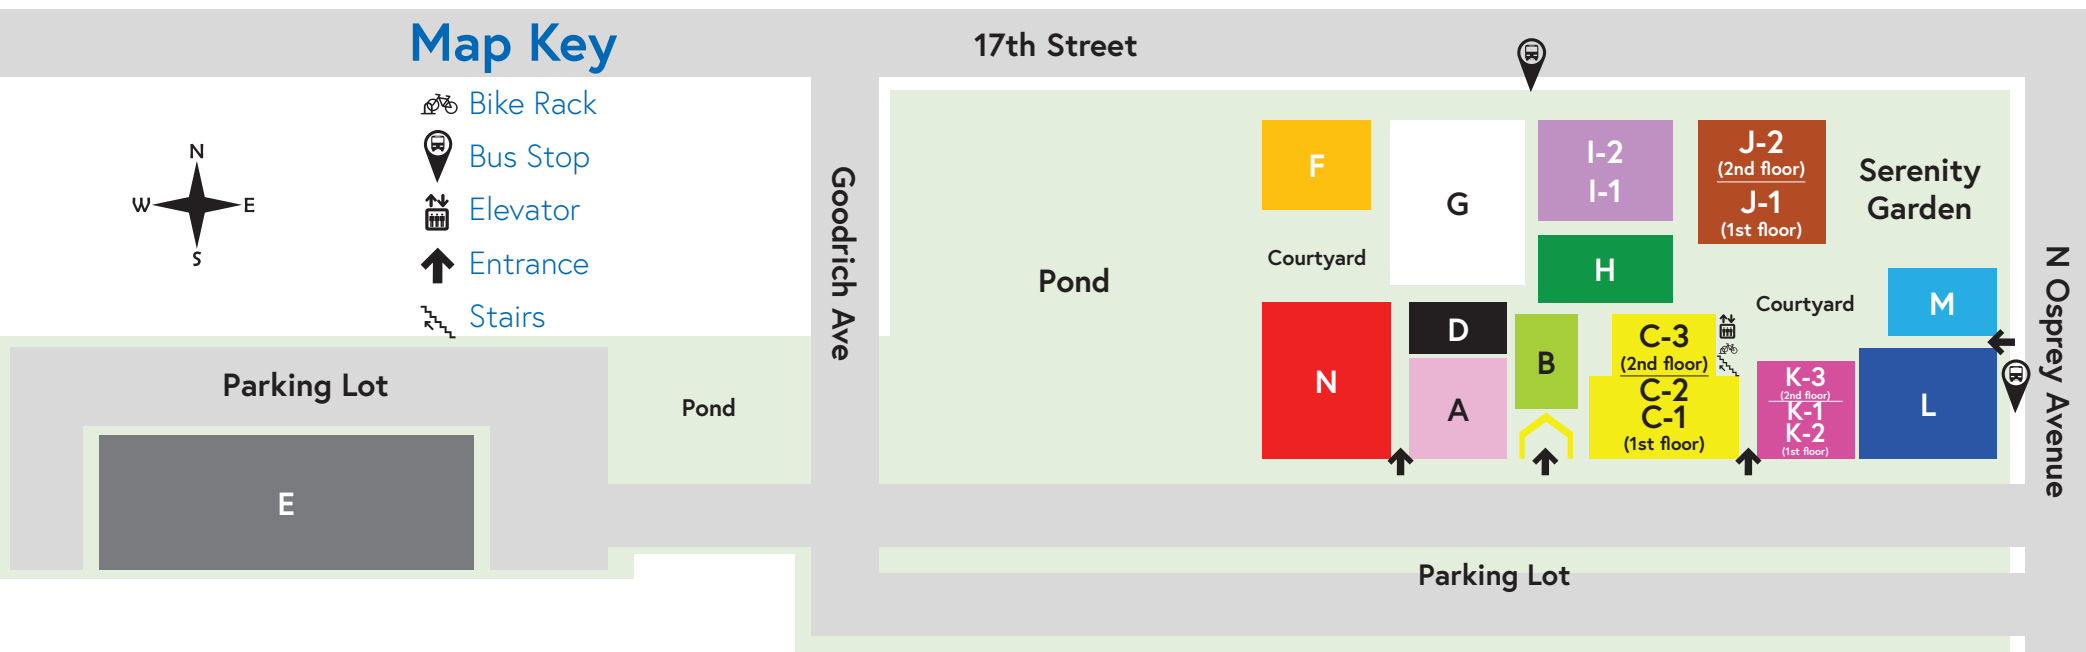 Map Key
Bike Rack
Bus Stop
Elevator
Entrance
Stairs
N
W
E
S
17th Street
Goodrich Ave
N Osprey Avenue
Parking Lot
E
Pond
Pond
F
G
I-2
I-1
J-2
(2nd floor)
J-1
(1st floor)
Serenity
Garden
Courtyard
H
Courtyard
M
N
D
A
B
C-3
(2nd floor)
C-2
C-1
(1st floor)
K-3
(2nd floor)
K-1
K-2
(1st floor)
L
Parking Lot